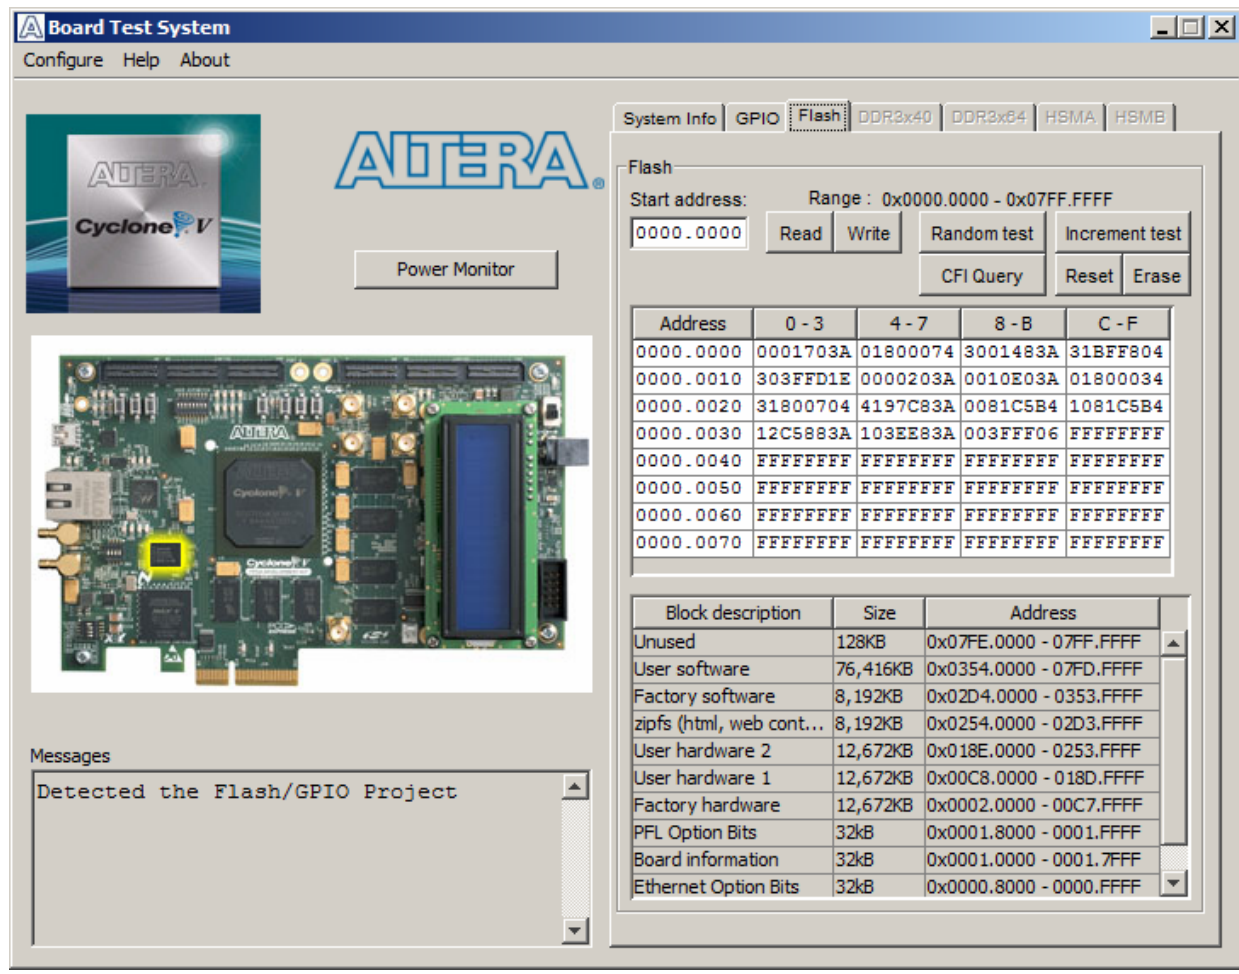 Board Test System
Configure Help About
ALTERA
Cyclone V
ALTERA®
Power Monitor
ALTERA
Cyclone V
Cyclone V
Messages
Detected the Flash/GPIO Project
System Info GPIO Flash DDR3x40 DDR3x64 HSMA HSMB
Flash
Start address: Range : 0x0000.0000 - 0x07FF.FFFF
0000.0000 Read Write Random test Increment test
CFI Query Reset Erase
Address 0 - 3 4 - 7 8 - B C - F
0000.0000 0001703A 01800074 3001483A 31BFF804
0000.0010 303FFD1E 0000203A 0010E03A 01800034
0000.0020 31800704 4197C83A 0081C5B4 1081C5B4
0000.0030 12C5883A 103EE83A 003FFF06 FFFFFFFF
0000.0040 FFFFFFFF FFFFFFFF FFFFFFFF FFFFFFFF
0000.0050 FFFFFFFF FFFFFFFF FFFFFFFF FFFFFFFF
0000.0060 FFFFFFFF FFFFFFFF FFFFFFFF FFFFFFFF
0000.0070 FFFFFFFF FFFFFFFF FFFFFFFF FFFFFFFF
Block description Size Address
Unused 128KB 0x07FE.0000 - 07FF.FFFF
User software 76,416KB 0x0354.0000 - 07FD.FFFF
Factory software 8,192KB 0x02D4.0000 - 0353.FFFF
zipfs (html, web cont... 8,192KB 0x0254.0000 - 02D3.FFFF
User hardware 2 12,672KB 0x018E.0000 - 0253.FFFF
User hardware 1 12,672KB 0x00C8.0000 - 018D.FFFF
Factory hardware 12,672KB 0x0002.0000 - 00C7.FFFF
PFL Option Bits 32kB 0x0001.8000 - 0001.FFFF
Board information 32kB 0x0001.0000 - 0001.7FFF
Ethernet Option Bits 32kB 0x0000.8000 - 0000.FFFF